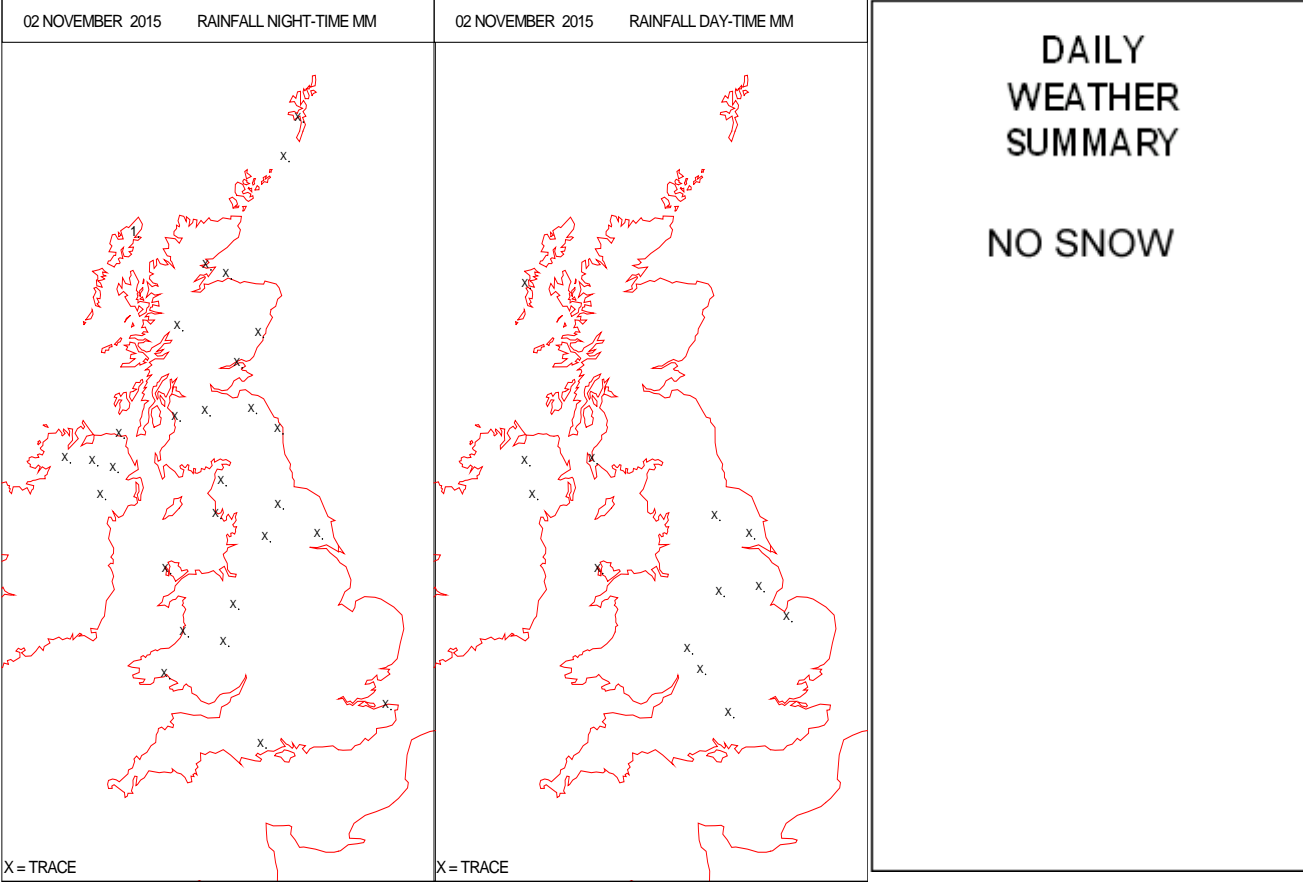 02 NOVEMBER 2015 RAINFALL NIGHT-TIME MM
X.
X.
1.
X.
X.
X.
X.
X.
X. X. X.
X.
X.
X. X. X.
X.
X.
X.
X.
X. X.
X.
X.
X.
X.
X.
X.
X.
X = TRACE
02 NOVEMBER 2015 RAINFALL DAY-TIME MM
X.
X. X.
X.
X.
X.
X.
X. X.
X.
X.
X.
X.
X = TRACE
DAILY
WEATHER
SUMMARY
NO SNOW